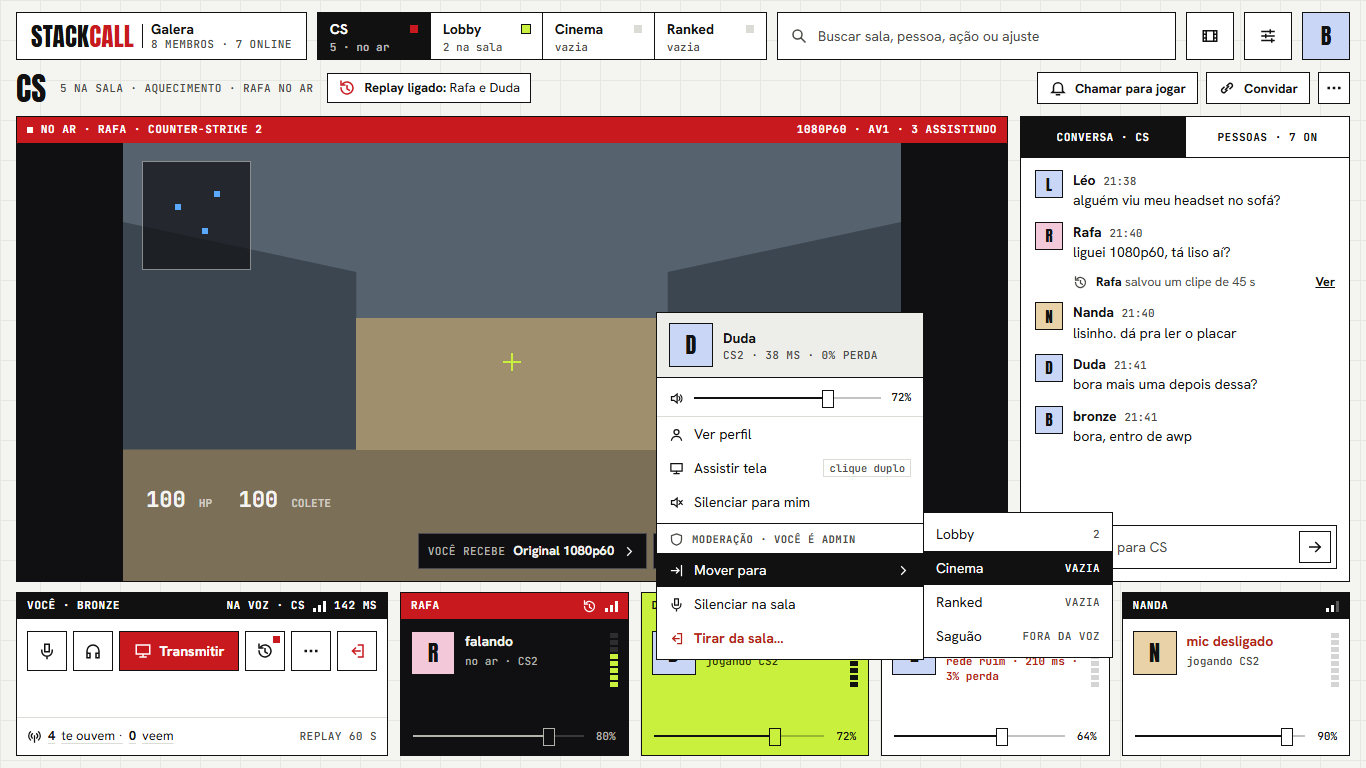 STACKCALL
Galera
8 MEMBROS · 7 ONLINE
CS
5 · no ar
Lobby
2 na sala
Cinema
vazia
Ranked
vazia
Buscar sala, pessoa, ação ou ajuste
B
CS
5 NA SALA · AQUECIMENTO · RAFA NO AR
Replay ligado: Rafa e Duda
Chamar para jogar
Convidar
NO AR · RAFA · COUNTER-STRIKE 2
1080P60 · AV1 · 3 ASSISTINDO
100 HP 100 COLETE
VOCÊ RECEBE Original 1080p60
D
Duda
CS2 · 38 MS · 0% PERDA
72%
Ver perfil
Assistir tela
clique duplo
Silenciar para mim
MODERAÇÃO · VOCÊ É ADMIN
Mover para
Silenciar na sala
Tirar da sala...
Lobby 2
Cinema VAZIA
Ranked VAZIA
Saguão FORA DA VOZ
CONVERSA · CS
PESSOAS · 7 ON
L
Léo 21:38
alguém viu meu headset no sofá?
R
Rafa 21:40
liguei 1080p60, tá liso aí?
Rafa salvou um clipe de 45 s
Ver
N
Nanda 21:40
lisinho. dá pra ler o placar
D
Duda 21:41
bora mais uma depois dessa?
B
bronze 21:41
bora, entro de awp
para CS
VOCÊ · BRONZE
NA VOZ · CS 142 MS
Transmitir
4 te ouvem · 0 veem
REPLAY 60 S
RAFA
R
falando
no ar · CS2
80%
jogando CS2
72%
rede ruim · 210 ms ·
3% perda
64%
NANDA
N
mic desligado
jogando CS2
90%